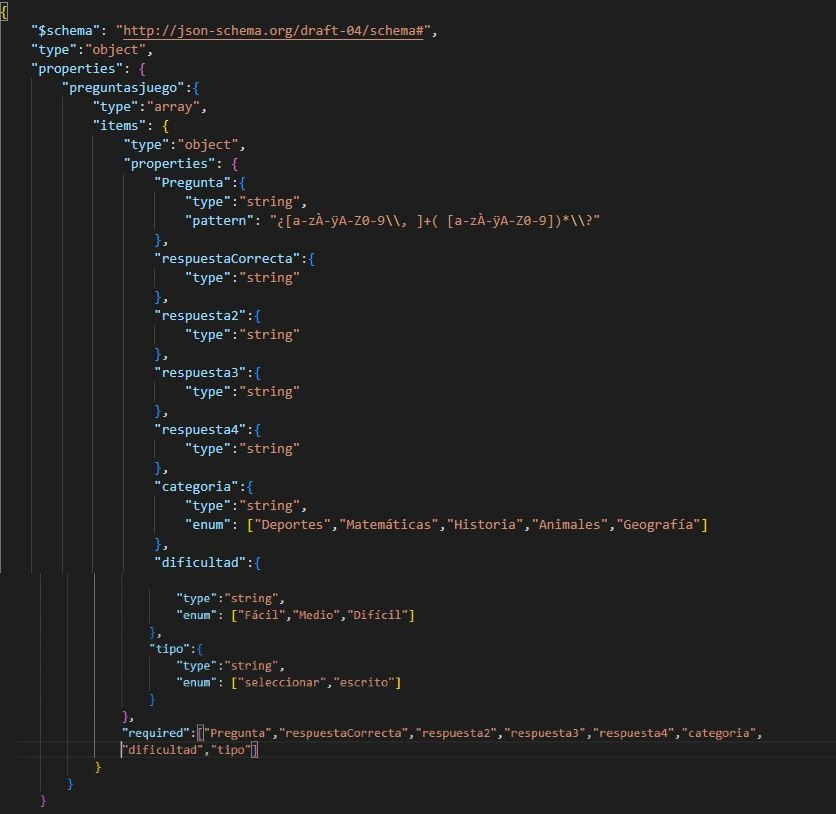 {
"$schema": "http://json-schema.org/draft-04/schema#",
"type":"object",
"properties": {
"preguntasjuego":{
"type":"array",
"items": {
"type":"object",
"properties": {
"Pregunta":{
"type":"string",
"pattern": "¿[a-zÀ-ÿA-Z0-9\\, ]+( [a-zÀ-ÿA-Z0-9])*\\?"
},
"respuestaCorrecta":{
"type":"string"
},
"respuesta2":{
"type":"string"
},
"respuesta3":{
"type":"string"
},
"respuesta4":{
"type":"string"
},
"categoria":{
"type":"string",
"enum": ["Deportes","Matemáticas","Historia","Animales","Geografía"]
},
"dificultad":{
"type":"string",
"enum": ["Fácil","Medio","Difícil"]
},
"tipo":{
"type":"string",
"enum": ["seleccionar","escrito"]
}
},
"required":["Pregunta","respuestaCorrecta","respuesta2","respuesta3","respuesta4","categoria",
"dificultad","tipo"]
}
}
}